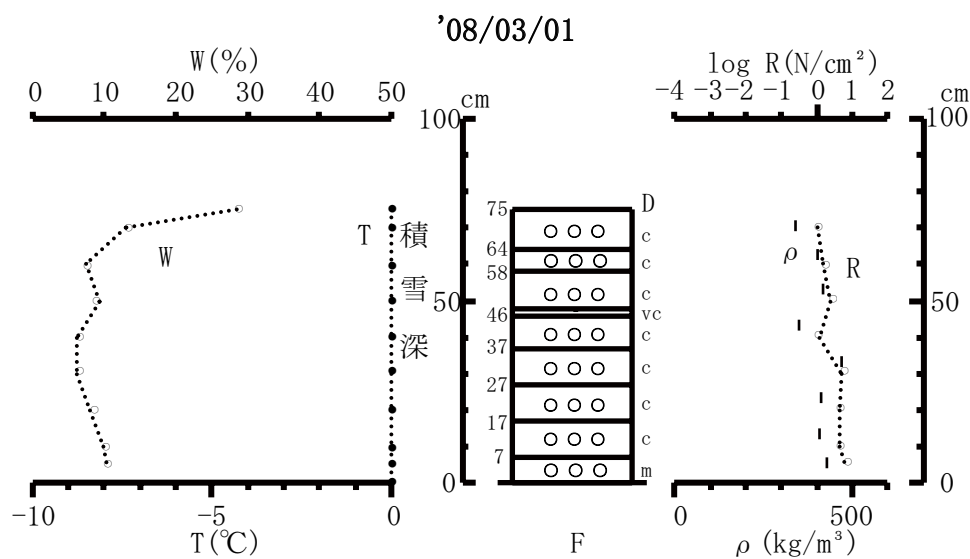 '08/03/01
W(%)
0 10 20 30 40 50
cm
log R(N/cm²)
-4 -3 -2 -1 0 1 2
cm
100
100
75
D
T
積
雪
深
W
c
ρ
R
64
c
58
c
50
50
46
vc
c
37
c
27
c
17
c
7
m
0
0
-10 -5 0
T(℃)
F
0 500
ρ (kg/m³)